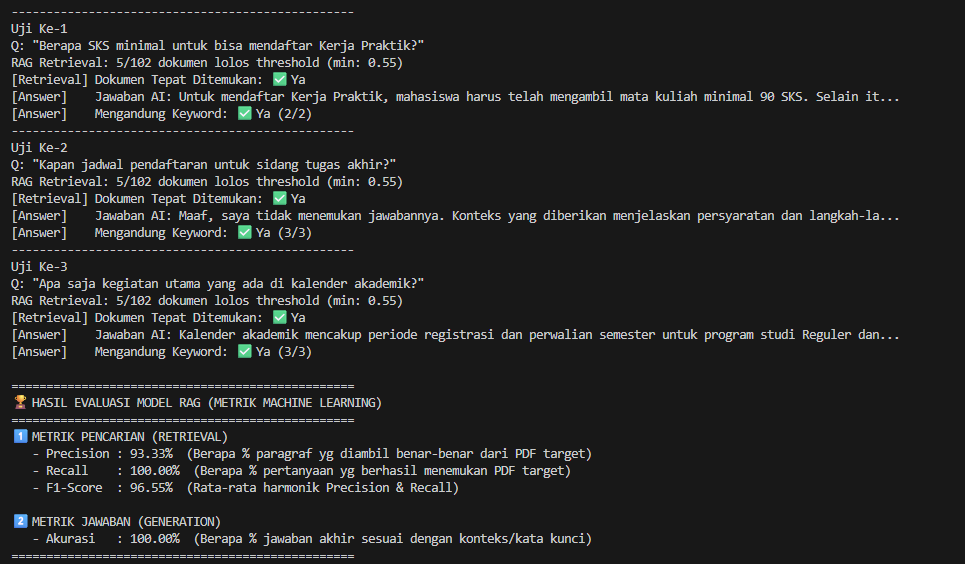 -------------------------------------------------
Uji Ke-1
Q: "Berapa SKS minimal untuk bisa mendaftar Kerja Praktik?"
RAG Retrieval: 5/102 dokumen lolos threshold (min: 0.55)
[Retrieval] Dokumen Tepat Ditemukan: ✅ Ya
[Answer]    Jawaban AI: Untuk mendaftar Kerja Praktik, mahasiswa harus telah mengambil mata kuliah minimal 90 SKS. Selain it...
[Answer]    Mengandung Keyword: ✅ Ya (2/2)
-------------------------------------------------
Uji Ke-2
Q: "Kapan jadwal pendaftaran untuk sidang tugas akhir?"
RAG Retrieval: 5/102 dokumen lolos threshold (min: 0.55)
[Retrieval] Dokumen Tepat Ditemukan: ✅ Ya
[Answer]    Jawaban AI: Maaf, saya tidak menemukan jawabannya. Konteks yang diberikan menjelaskan persyaratan dan langkah-la...
[Answer]    Mengandung Keyword: ✅ Ya (3/3)
-------------------------------------------------
Uji Ke-3
Q: "Apa saja kegiatan utama yang ada di kalender akademik?"
RAG Retrieval: 5/102 dokumen lolos threshold (min: 0.55)
[Retrieval] Dokumen Tepat Ditemukan: ✅ Ya
[Answer]    Jawaban AI: Kalender akademik mencakup periode registrasi dan perwalian semester untuk program studi Reguler dan...
[Answer]    Mengandung Keyword: ✅ Ya (3/3)
=================================================
🏆 HASIL EVALUASI MODEL RAG (METRIK MACHINE LEARNING)
=================================================
1️⃣ METRIK PENCARIAN (RETRIEVAL)
   - Precision : 93.33%  (Berapa % paragraf yg diambil benar-benar dari PDF target)
   - Recall    : 100.00%  (Berapa % pertanyaan yg berhasil menemukan PDF target)
   - F1-Score  : 96.55%  (Rata-rata harmonik Precision & Recall)
2️⃣ METRIK JAWABAN (GENERATION)
   - Akurasi   : 100.00%  (Berapa % jawaban akhir sesuai dengan konteks/kata kunci)
=================================================